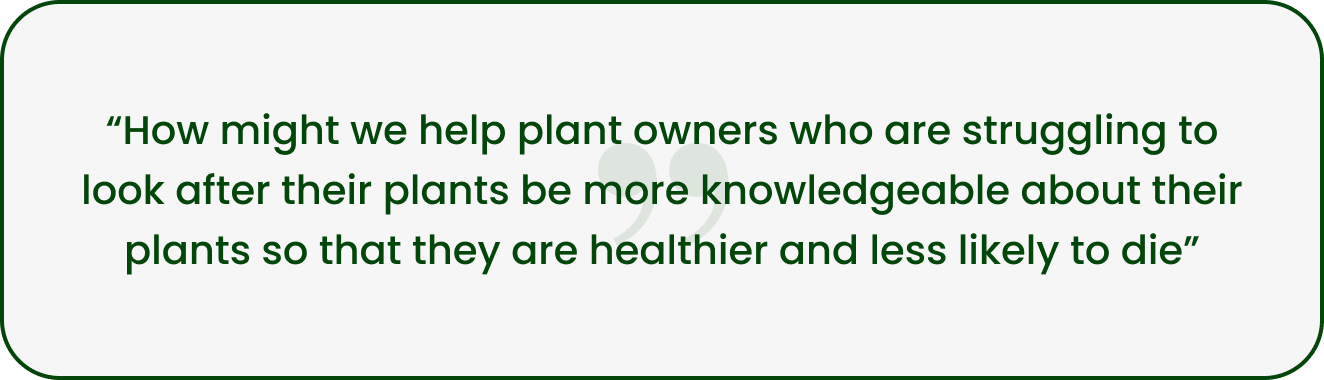 “How might we help plant owners who are struggling to
look after their plants be more knowledgeable about their
plants so that they are healthier and less likely to die”